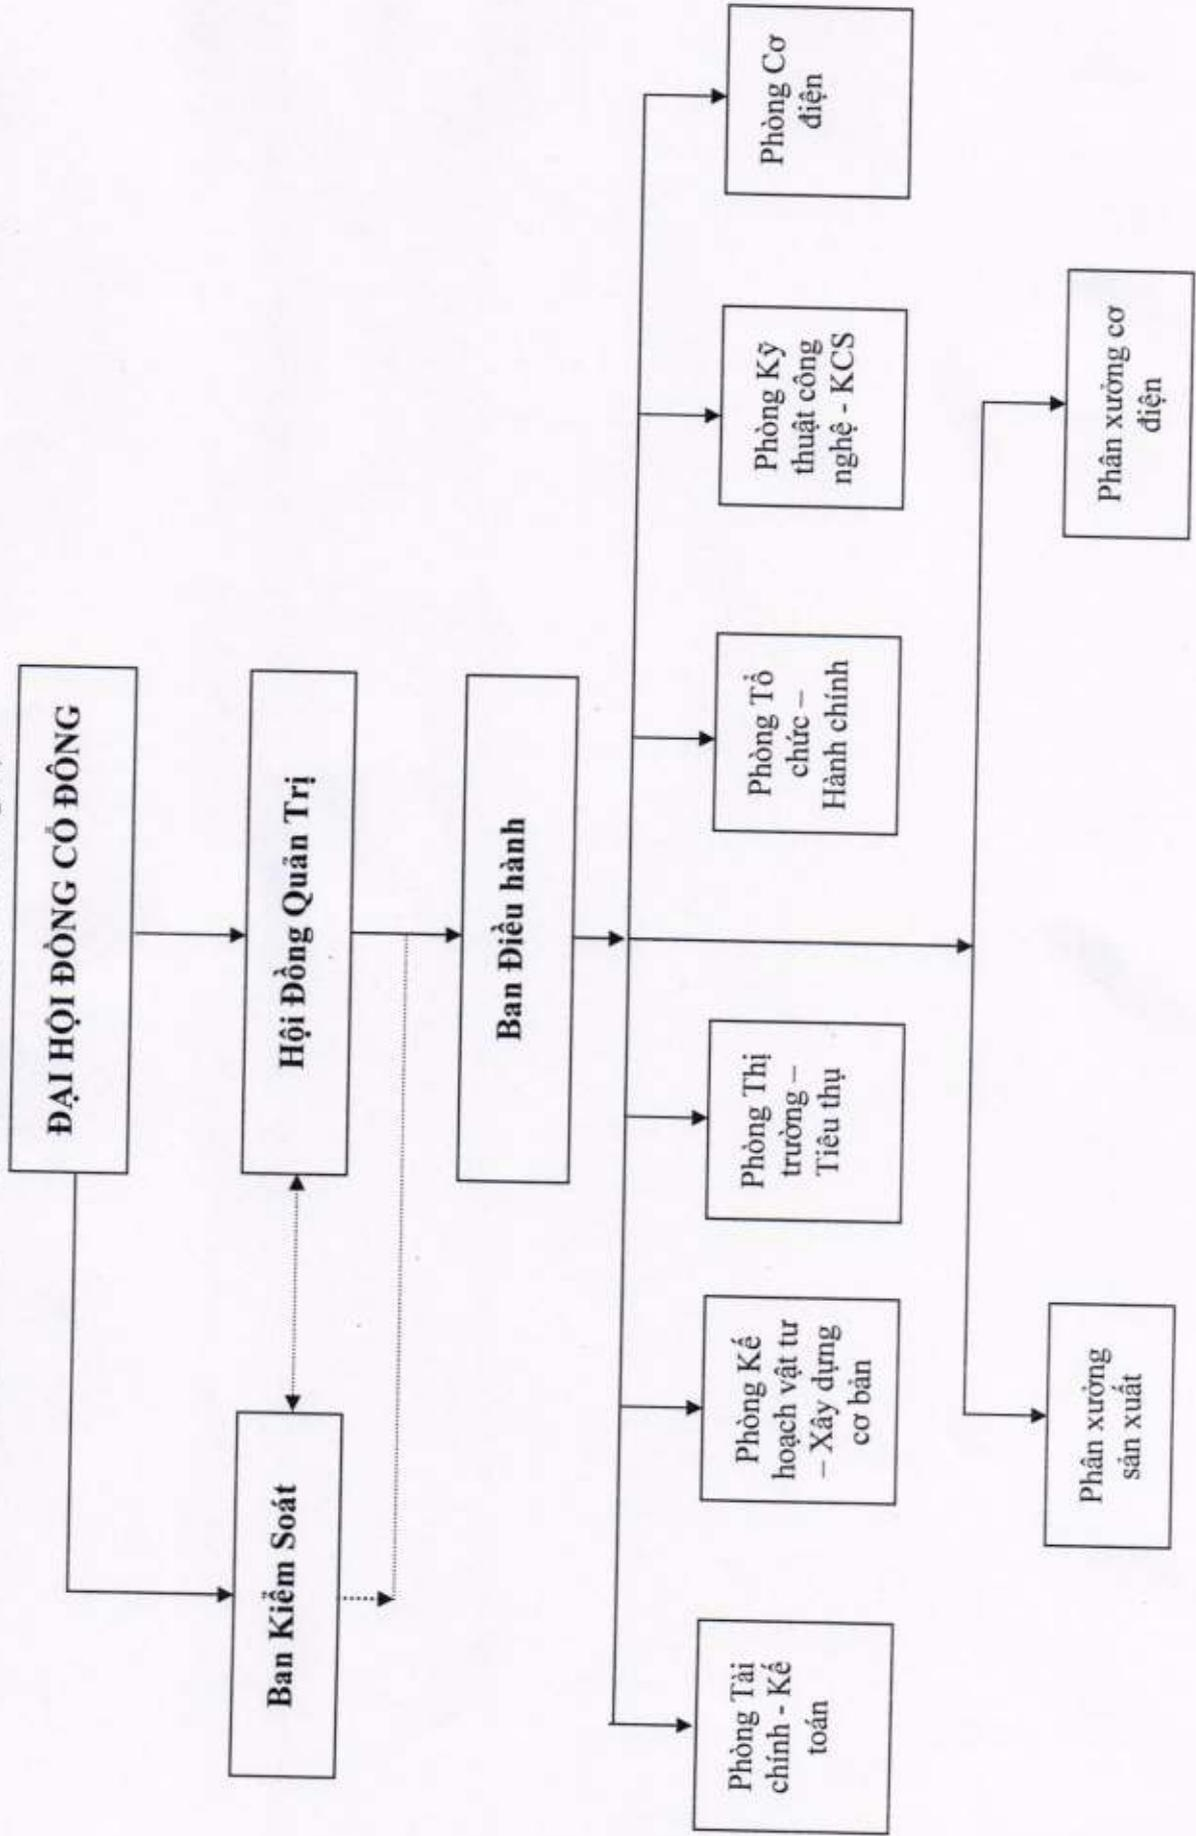 ĐẠI HỘI ĐỒNG CỔ ĐÔNG
Hội Đồng Quản Trị
Ban Kiểm Soát
Ban Điều hành
Phòng Tài
chính - Kế
toán
Phòng Kế
hoạch vật tư
– Xây dựng
cơ bản
Phòng Thị
trường –
Tiêu thụ
Phòng Tổ
chức –
Hành chính
Phòng Kỹ
thuật công
nghệ - KCS
Phòng Cơ
điện
Phân xưởng
sản xuất
Phân xưởng cơ
điện